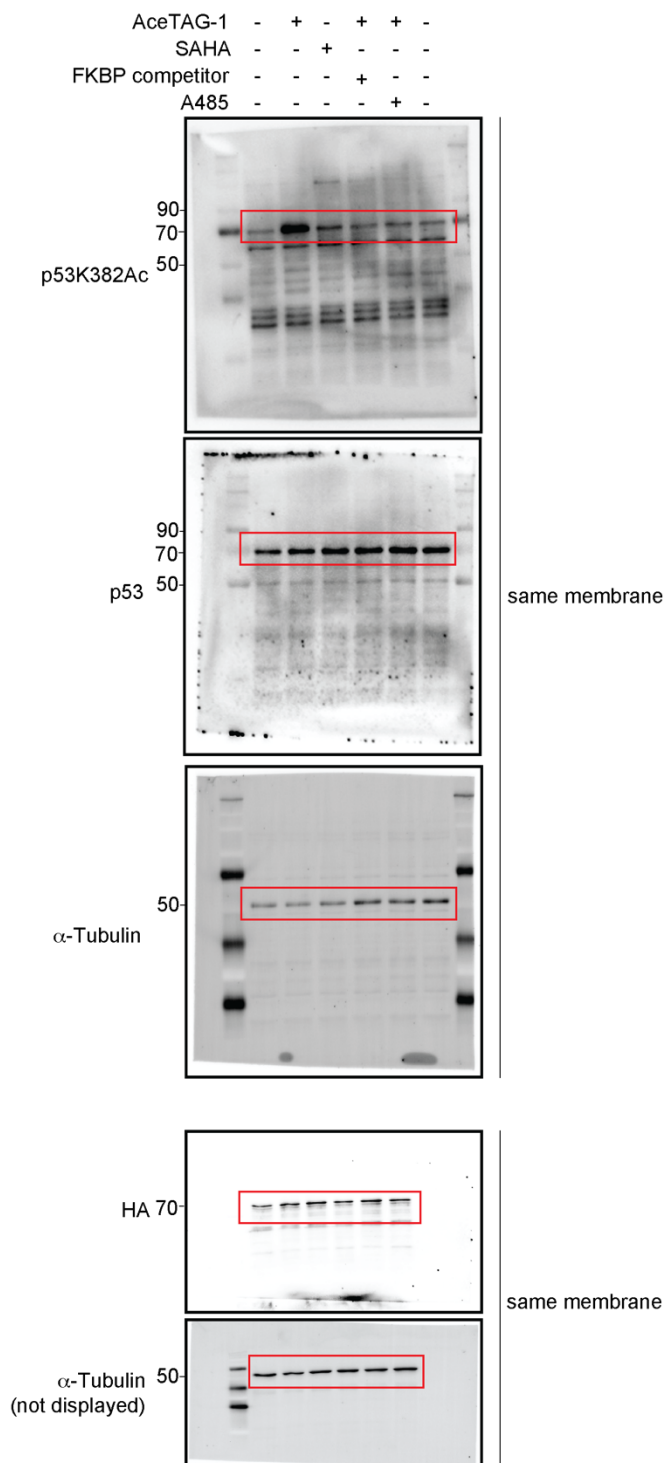 AceTAG-1 - + - + + -
SAHA - - + - - -
FKBP competitor - - - + - -
A485 - - - - + -
90
70
50
p53K382Ac
90
70
50
p53
same membrane
50
α-Tubulin
HA 70
same membrane
50
α-Tubulin
(not displayed)